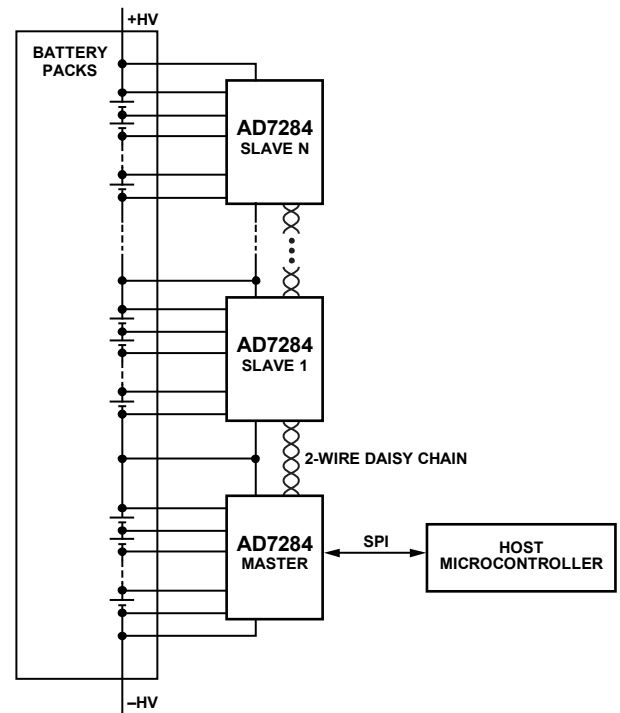 +HV
BATTERY
PACKS
AD7284
SLAVE N
AD7284
SLAVE 1
2-WIRE DAISY CHAIN
AD7284
MASTER
SPI
HOST
MICROCONTROLLER
–HV